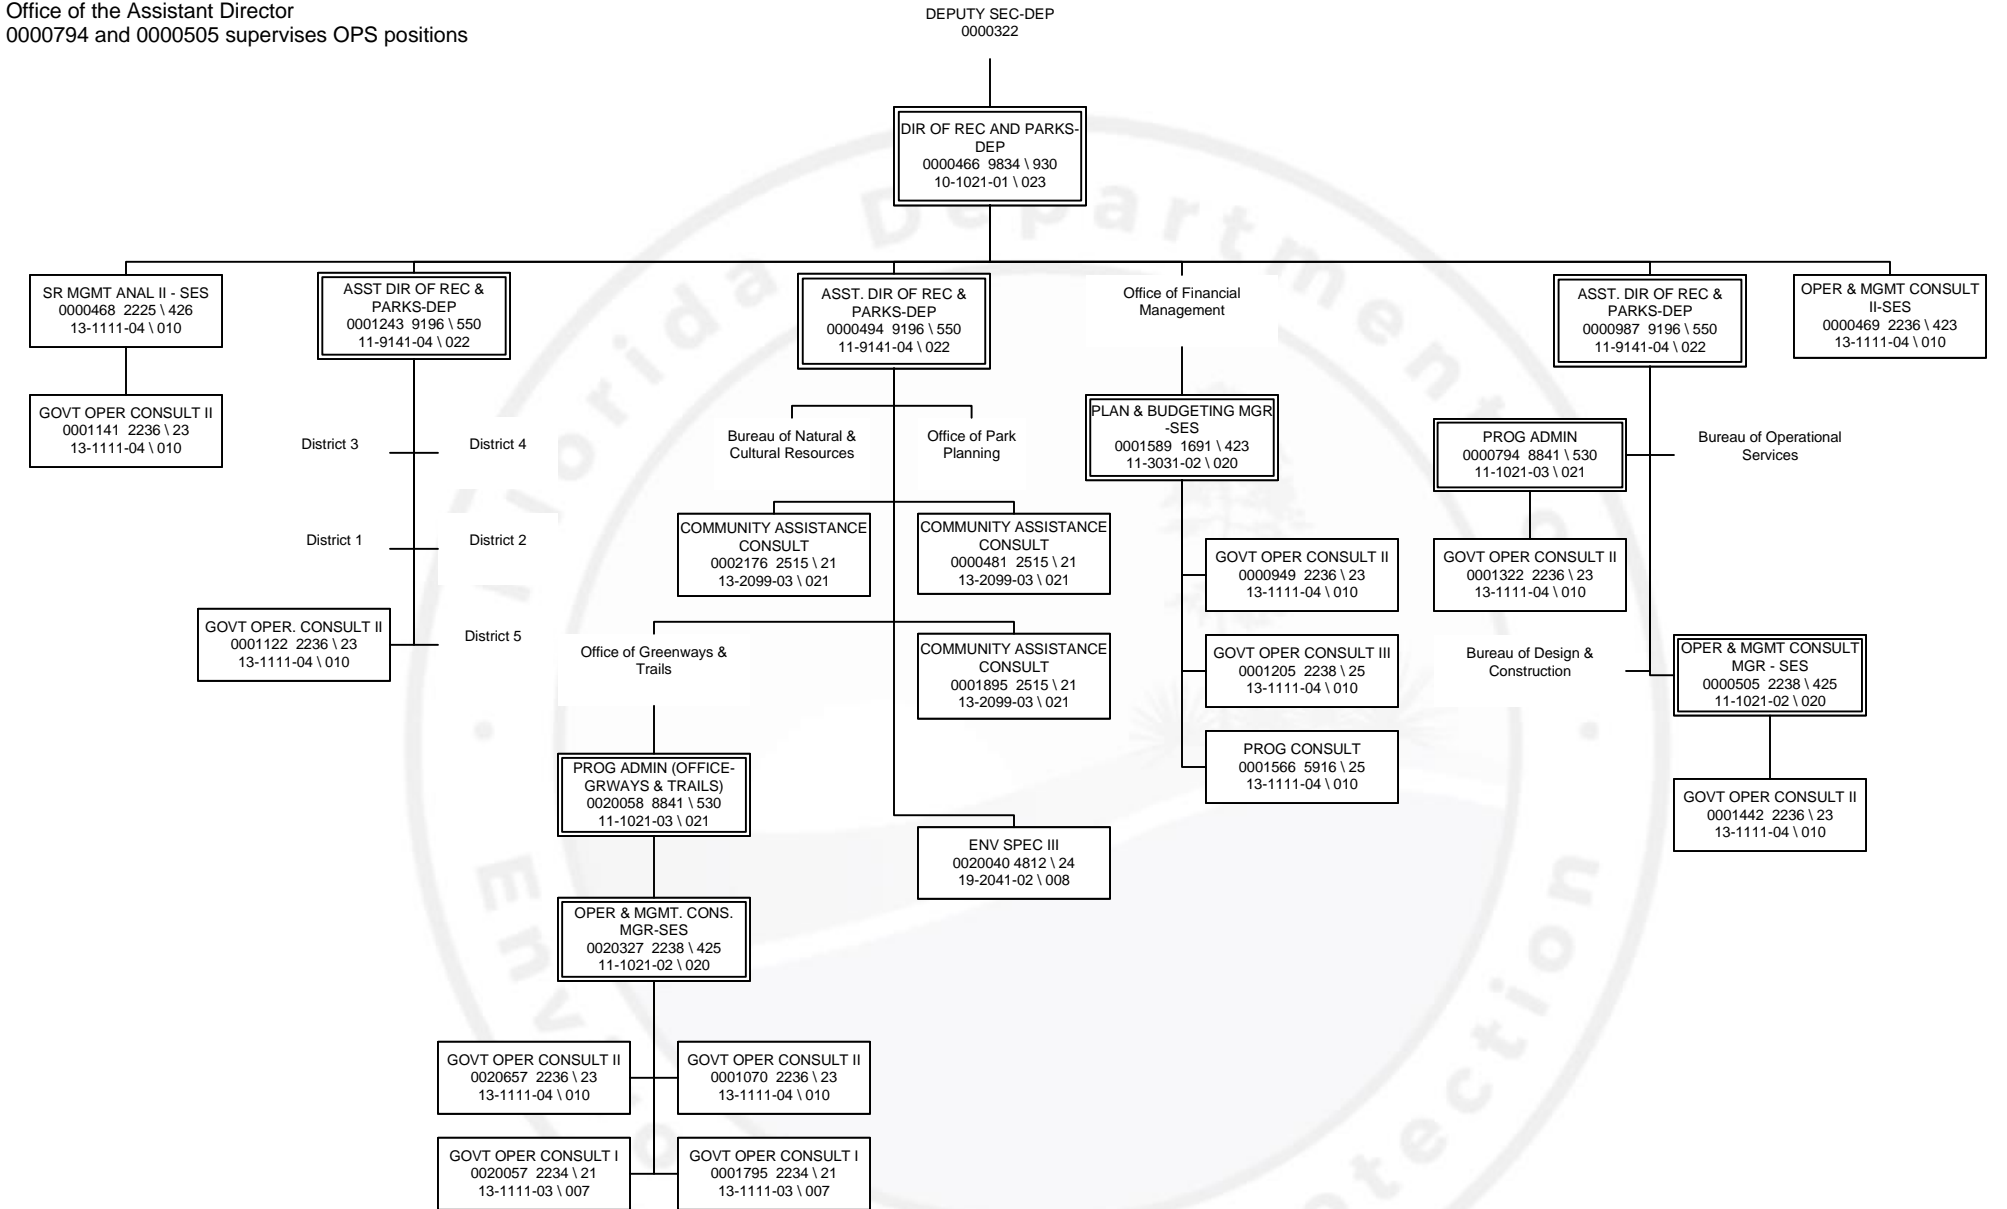 Office of the Assistant Director
0000794 and 0000505 supervises OPS positions
DEPUTY SEC-DEP
0000322
DIR OF REC AND PARKS-
DEP
0000466 9834 \ 930
10-1021-01 \ 023
SR MGMT ANAL II - SES
0000468 2225 \ 426
13-1111-04 \ 010
GOVT OPER CONSULT II
0001141 2236 \ 23
13-1111-04 \ 010
ASST DIR OF REC &
PARKS-DEP
0001243 9196 \ 550
11-9141-04 \ 022
District 3
District 4
District 1
District 2
GOVT OPER. CONSULT II
0001122 2236 \ 23
13-1111-04 \ 010
District 5
ASST. DIR OF REC &
PARKS-DEP
0000494 9196 \ 550
11-9141-04 \ 022
Bureau of Natural &
Cultural Resources
Office of Park
Planning
COMMUNITY ASSISTANCE
CONSULT
0002176 2515 \ 21
13-2099-03 \ 021
COMMUNITY ASSISTANCE
CONSULT
0000481 2515 \ 21
13-2099-03 \ 021
Office of Greenways &
Trails
COMMUNITY ASSISTANCE
CONSULT
0001895 2515 \ 21
13-2099-03 \ 021
PROG ADMIN (OFFICE-
GRWAYS & TRAILS)
0020058 8841 \ 530
11-1021-03 \ 021
ENV SPEC III
0020040 4812 \ 24
19-2041-02 \ 008
OPER & MGMT. CONS.
MGR-SES
0020327 2238 \ 425
11-1021-02 \ 020
GOVT OPER CONSULT II
0020657 2236 \ 23
13-1111-04 \ 010
GOVT OPER CONSULT II
0001070 2236 \ 23
13-1111-04 \ 010
GOVT OPER CONSULT I
0020057 2234 \ 21
13-1111-03 \ 007
GOVT OPER CONSULT I
0001795 2234 \ 21
13-1111-03 \ 007
Office of Financial
Management
PLAN & BUDGETING MGR
-SES
0001589 1691 \ 423
11-3031-02 \ 020
GOVT OPER CONSULT II
0000949 2236 \ 23
13-1111-04 \ 010
GOVT OPER CONSULT III
0001205 2238 \ 25
13-1111-04 \ 010
PROG CONSULT
0001566 5916 \ 25
13-1111-04 \ 010
ASST. DIR OF REC &
PARKS-DEP
0000987 9196 \ 550
11-9141-04 \ 022
PROG ADMIN
0000794 8841 \ 530
11-1021-03 \ 021
Bureau of Operational
Services
GOVT OPER CONSULT II
0001322 2236 \ 23
13-1111-04 \ 010
Bureau of Design &
Construction
OPER & MGMT CONSULT
MGR - SES
0000505 2238 \ 425
11-1021-02 \ 020
GOVT OPER CONSULT II
0001442 2236 \ 23
13-1111-04 \ 010
OPER & MGMT CONSULT
II-SES
0000469 2236 \ 423
13-1111-04 \ 010
Florida Department